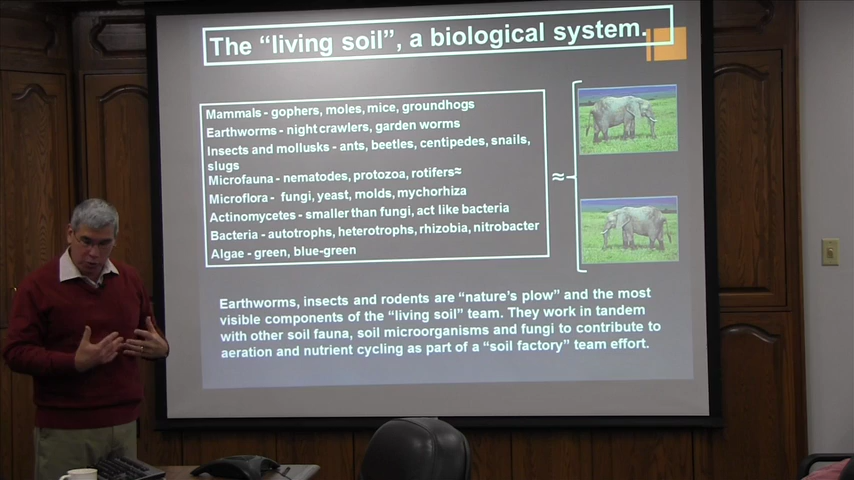 The “living soil”, a biological system.
Mammals - gophers, moles, mice, groundhogs
Earthworms - night crawlers, garden worms
Insects and mollusks - ants, beetles, centipedes, snails,
slugs
Microfauna - nematodes, protozoa, rotifers≈
Microflora - fungi, yeast, molds, mychorhiza
Actinomycetes - smaller than fungi, act like bacteria
Bacteria - autotrophs, heterotrophs, rhizobia, nitrobacter
Algae - green, blue-green
≈
Earthworms, insects and rodents are “nature’s plow” and the most
visible components of the “living soil” team. They work in tandem
with other soil fauna, soil microorganisms and fungi to contribute to
aeration and nutrient cycling as part of a “soil factory” team effort.